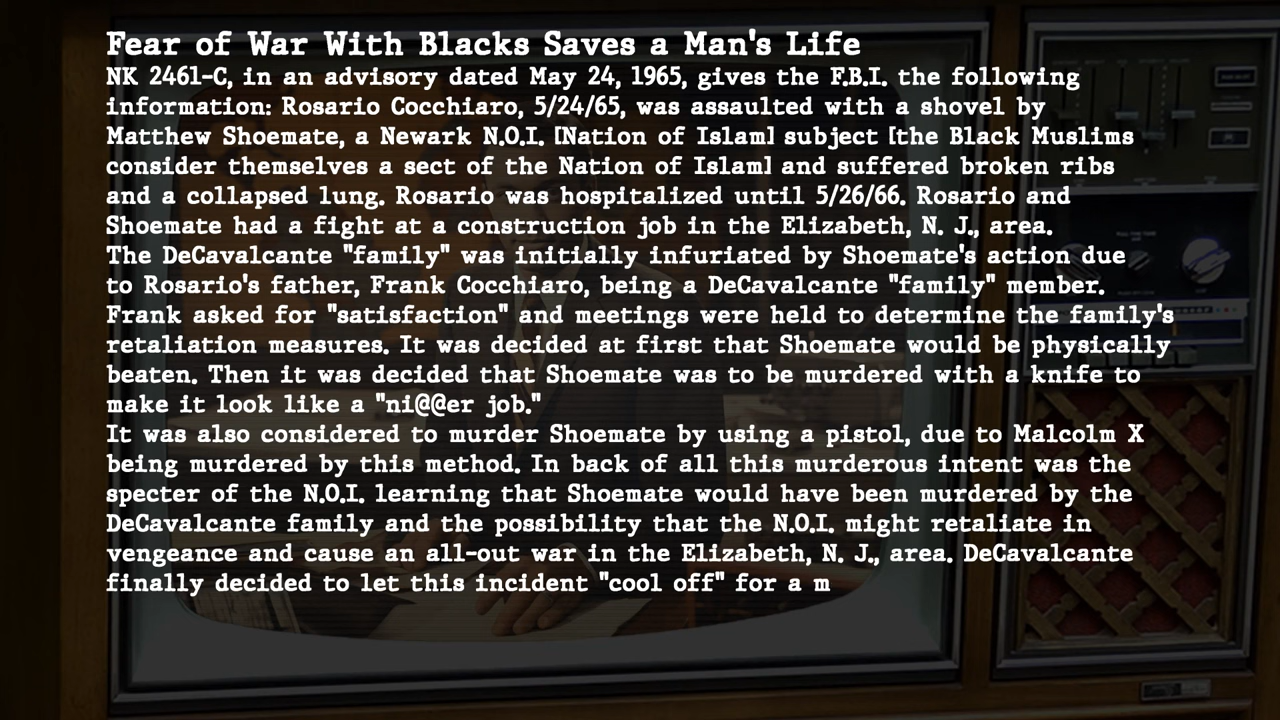 Fear of War With Blacks Saves a Man's Life
NK 2461-C, in an advisory dated May 24, 1965, gives the F.B.I. the following
information: Rosario Cocchiaro, 5/24/65, was assaulted with a shovel by
Matthew Shoemate, a Newark N.O.I. [Nation of Islam] subject [the Black Muslims
consider themselves a sect of the Nation of Islam] and suffered broken ribs
and a collapsed lung. Rosario was hospitalized until 5/26/66. Rosario and
Shoemate had a fight at a construction job in the Elizabeth, N. J., area.
The DeCavalcante "family" was initially infuriated by Shoemate's action due
to Rosario's father, Frank Cocchiaro, being a DeCavalcante "family" member.
Frank asked for "satisfaction" and meetings were held to determine the family's
retaliation measures. It was decided at first that Shoemate would be physically
beaten. Then it was decided that Shoemate was to be murdered with a knife to
make it look like a "ni@@er job."
It was also considered to murder Shoemate by using a pistol, due to Malcolm X
being murdered by this method. In back of all this murderous intent was the
specter of the N.O.I. learning that Shoemate would have been murdered by the
DeCavalcante family and the possibility that the N.O.I. might retaliate in
vengeance and cause an all-out war in the Elizabeth, N. J., area. DeCavalcante
finally decided to let this incident "cool off" for a m